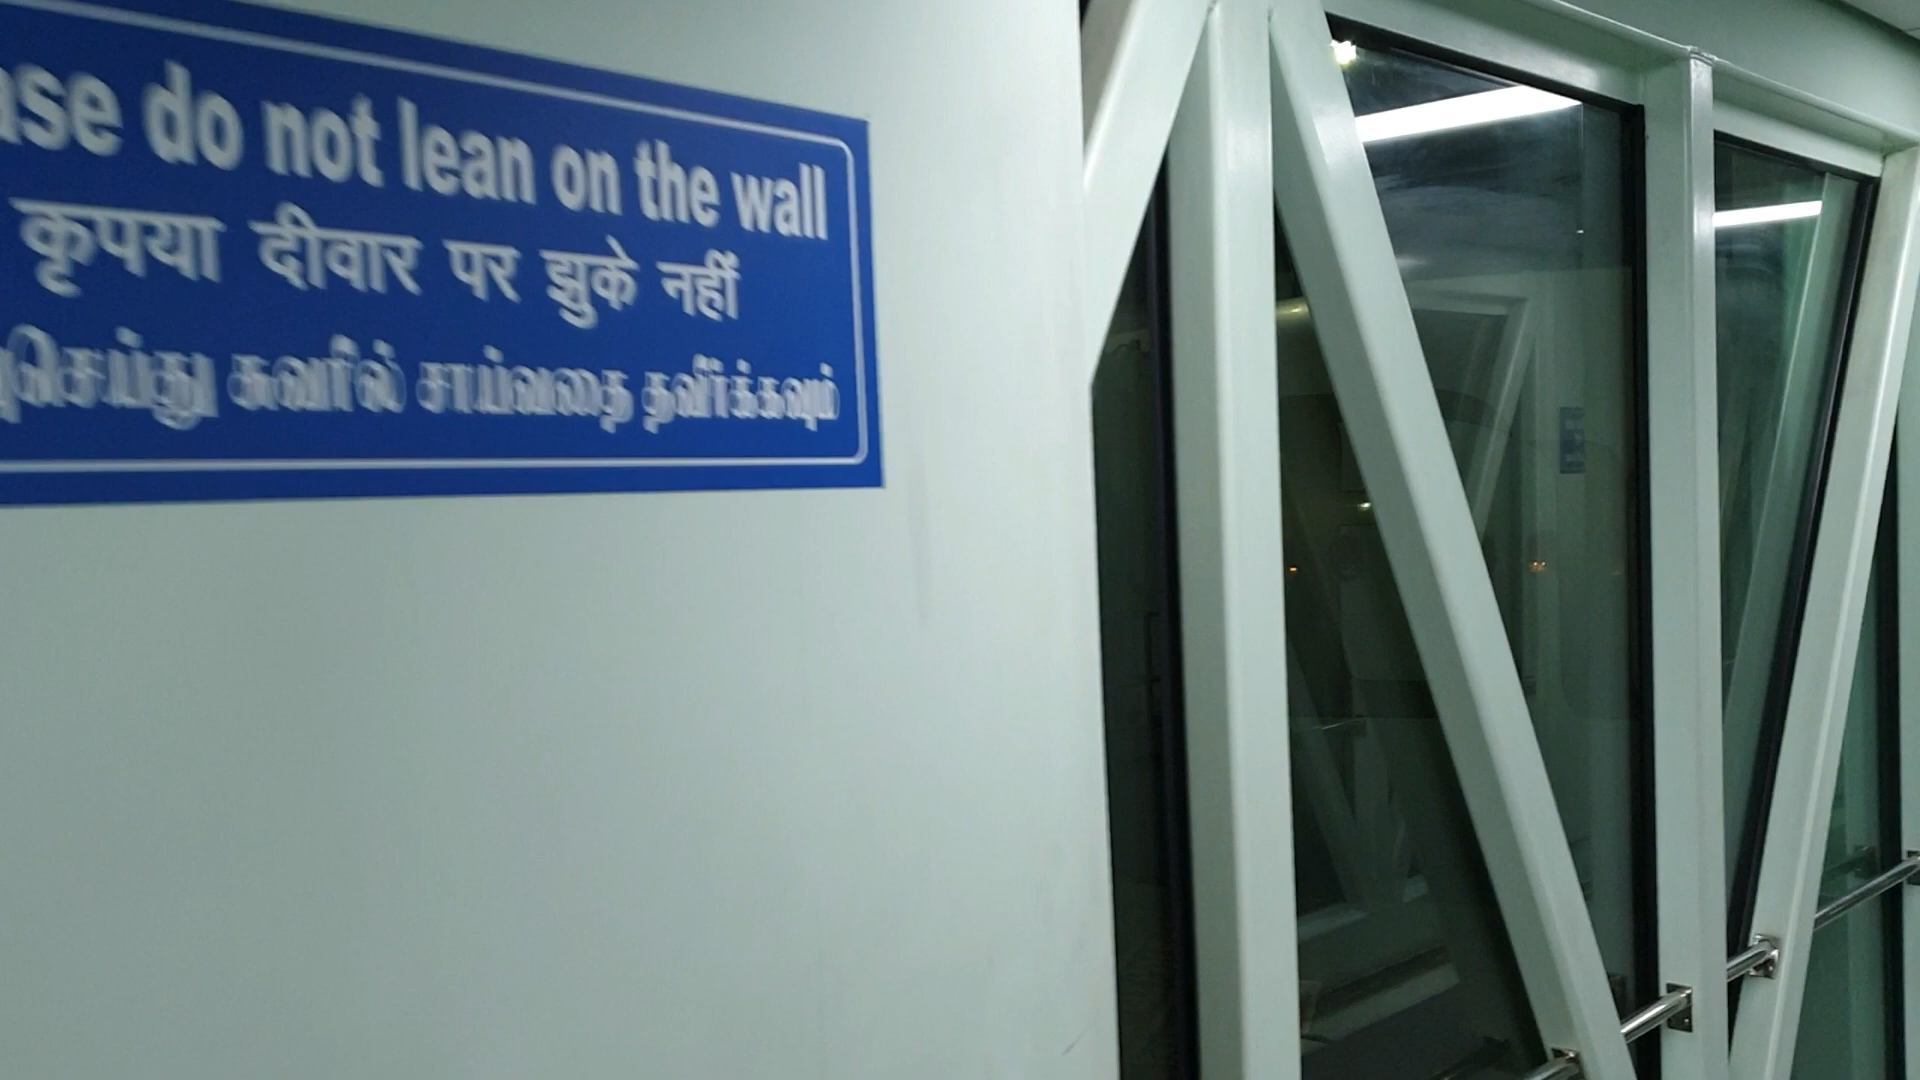 ase do not lean on the wall
कृपया दीवार पर झुके नहीं
செய்து சுவரில் சாய்வதை தவிர்க்கவும்